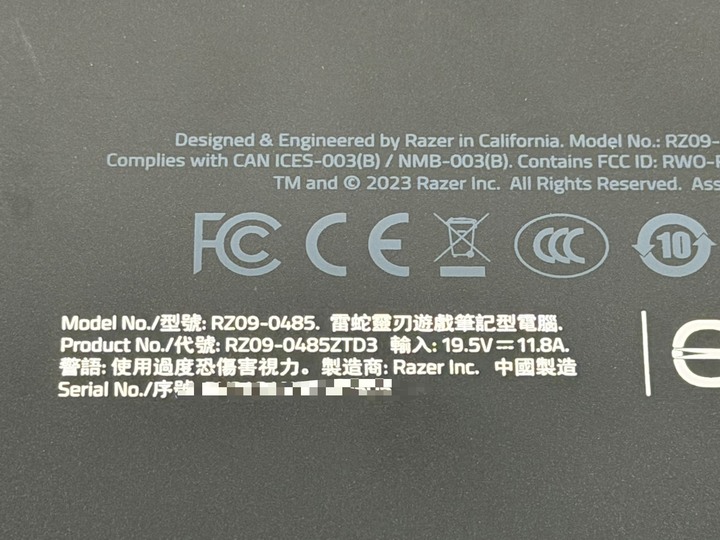 Designed & Engineered by Razer in California. Model No.: RZ09-
Complies with CAN ICES-003(B) / NMB-003(B). Contains FCC ID: RWO-
TM and © 2023 Razer Inc. All Rights Reserved.
FC CE CCC 10
Model No./型號: RZ09-0485. 雷蛇靈刃遊戲筆記型電腦.
Product No./代號: RZ09-0485ZTD3 輸入: 19.5V⎓11.8A.
警語: 使用過度恐傷害視力。製造商: Razer Inc. 中國製造
Serial No./序號